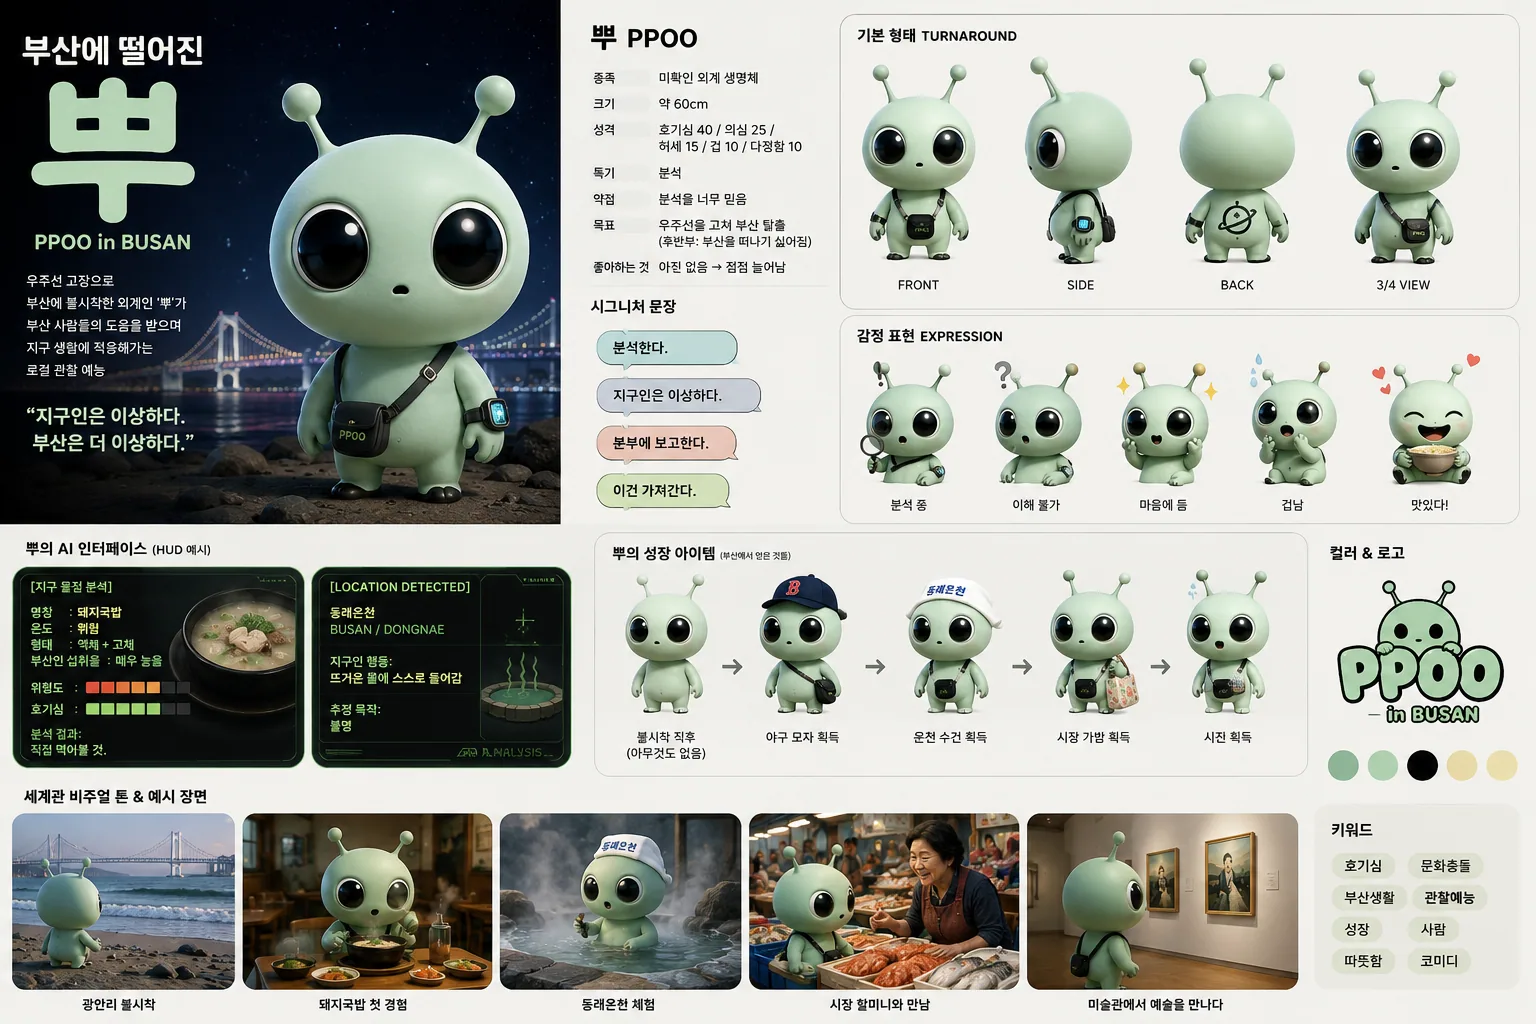 부산에 떨어진
뿌
PPOO in BUSAN
우주선 고장으로
부산에 불시착한 외계인 '뿌'가
부산 사람들의 도움을 받으며
지구 생활에 적응해가는
로컬 관찰 예능
“지구인은 이상하다.
부산은 더 이상하다.”
PPOO
뿌 PPOO
종족 미확인 외계 생명체
크기 약 60cm
성격 호기심 40 / 의심 25 /
허세 15 / 겁 10 / 다정함 10
독기 분석
약점 분석을 너무 믿음
목표 우주선을 고쳐 부산 탈출
(후반부: 부산을 떠나기 싫어짐)
좋아하는 것 아직 없음 → 점점 늘어남
시그니처 문장
분석한다.
지구인은 이상하다.
분부에 보고한다.
이건 가져간다.
기본 형태 TURNAROUND
FRONT
SIDE
BACK
3/4 VIEW
감정 표현 EXPRESSION
!
?
분석 중
이해 불가
마음에 듬
겁남
맛있다!
뿌의 AI 인터페이스 (HUD 예시)
[지구 물점 분석]
명칭 : 돼지국밥
온도 : 위험
형태 : 액체 + 고체
부산인 섭취율 : 매우 높음
위험도 :
호기심 :
분석 결과:
직접 먹어볼 것.
[LOCATION DETECTED]
동래온천
BUSAN / DONGNAE
지구인 행동:
뜨거운 물에 스스로 들어감
추정 목적:
불명
ANALYSIS
뿌의 성장 아이템 (부산에서 얻은 것들)
B
동래온천
불시착 직후
(아무것도 없음)
야구 모자 획득
운천 수건 획득
시장 가방 획득
시진 획득
컬러 & 로고
PPOO
in BUSAN
세계관 비주얼 톤 & 예시 장면
동래온천
광안리 불시착
돼지국밥 첫 경험
동래온천 체험
시장 할미니와 만남
미술관에서 예술을 만나다
키워드
호기심
문화충돌
부산생활
관찰예능
성장
사람
따뜻함
코미디